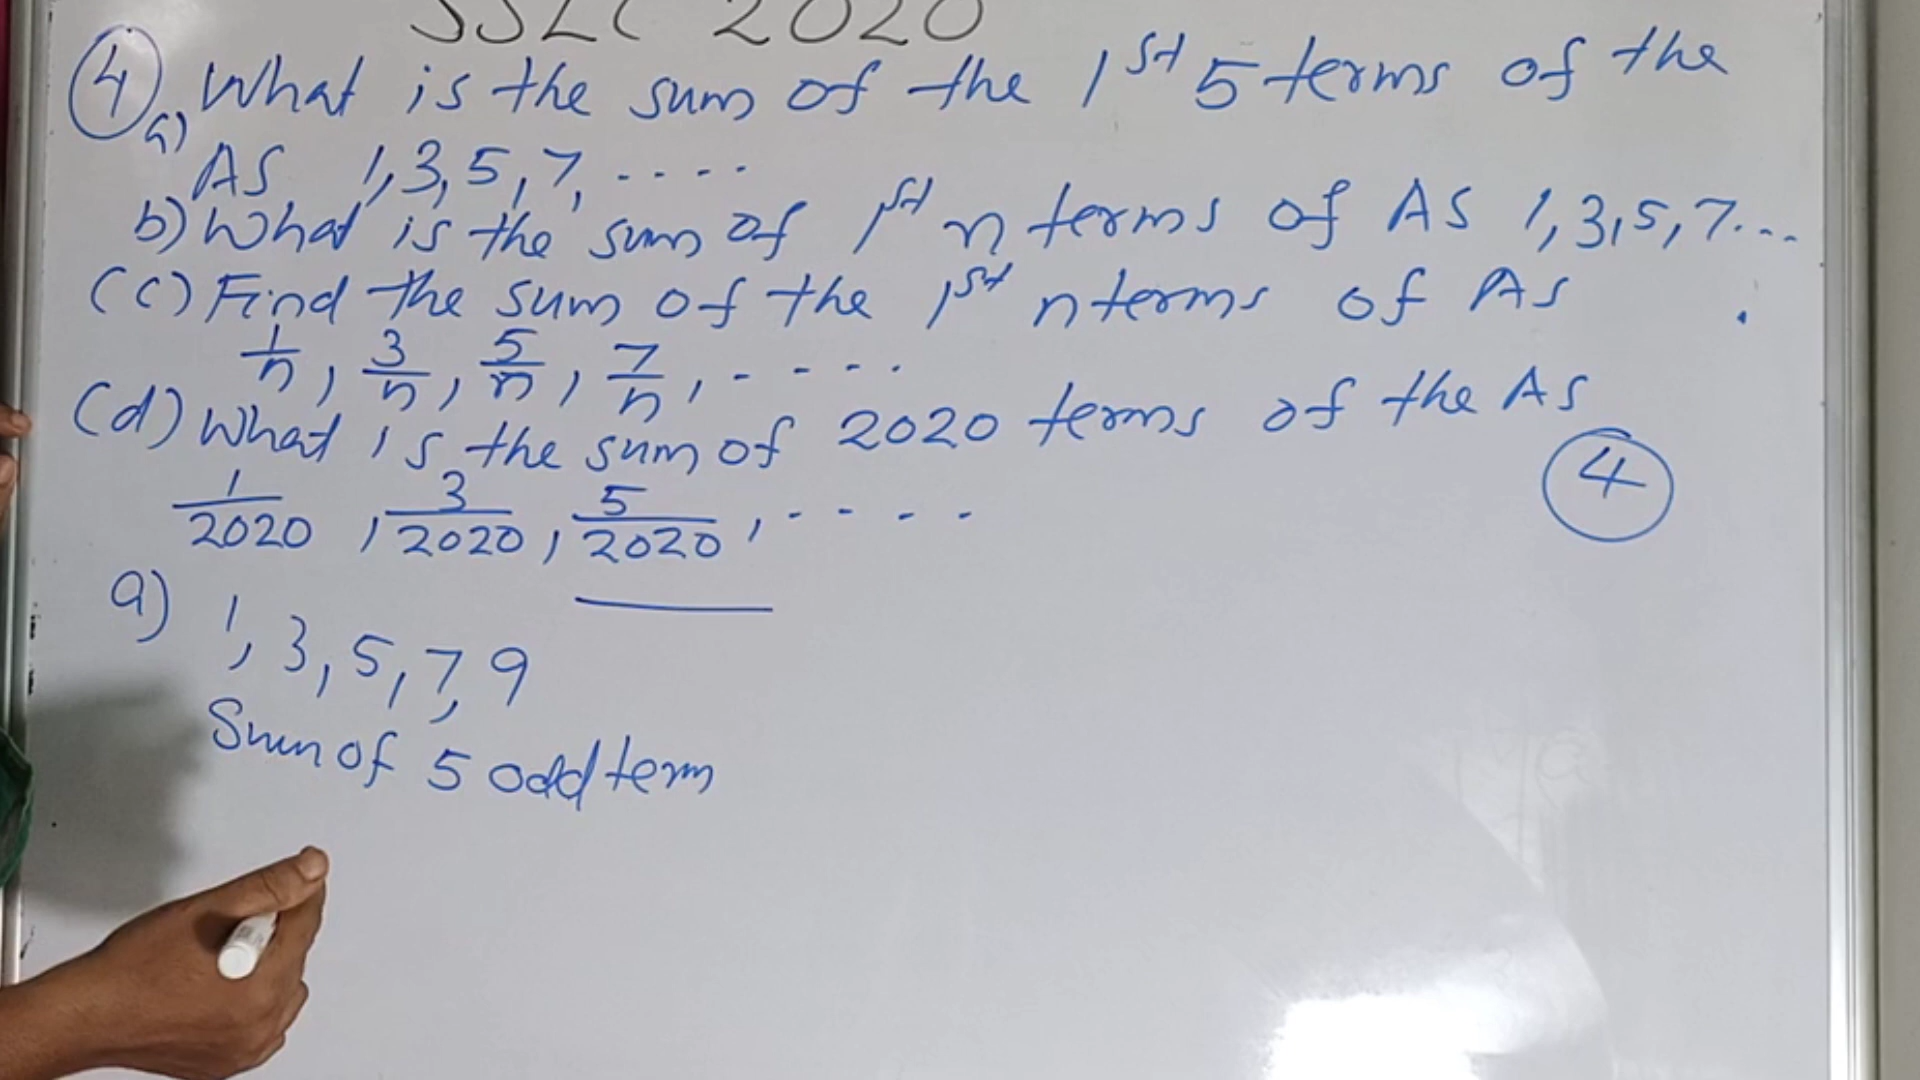 SSLC 2020
4) What is the sum of the 1st 5 terms of the
a) AS 1, 3, 5, 7, ....
b) What is the sum of 1st n terms of AS 1, 3, 5, 7...
(c) Find the sum of the 1st n terms of AS
1/n, 3/n, 5/n, 7/n, ....
(d) What is the sum of 2020 terms of the AS
1/2020, 3/2020, 5/2020, ....
4
a) 1, 3, 5, 7, 9
Sum of 5 odd term